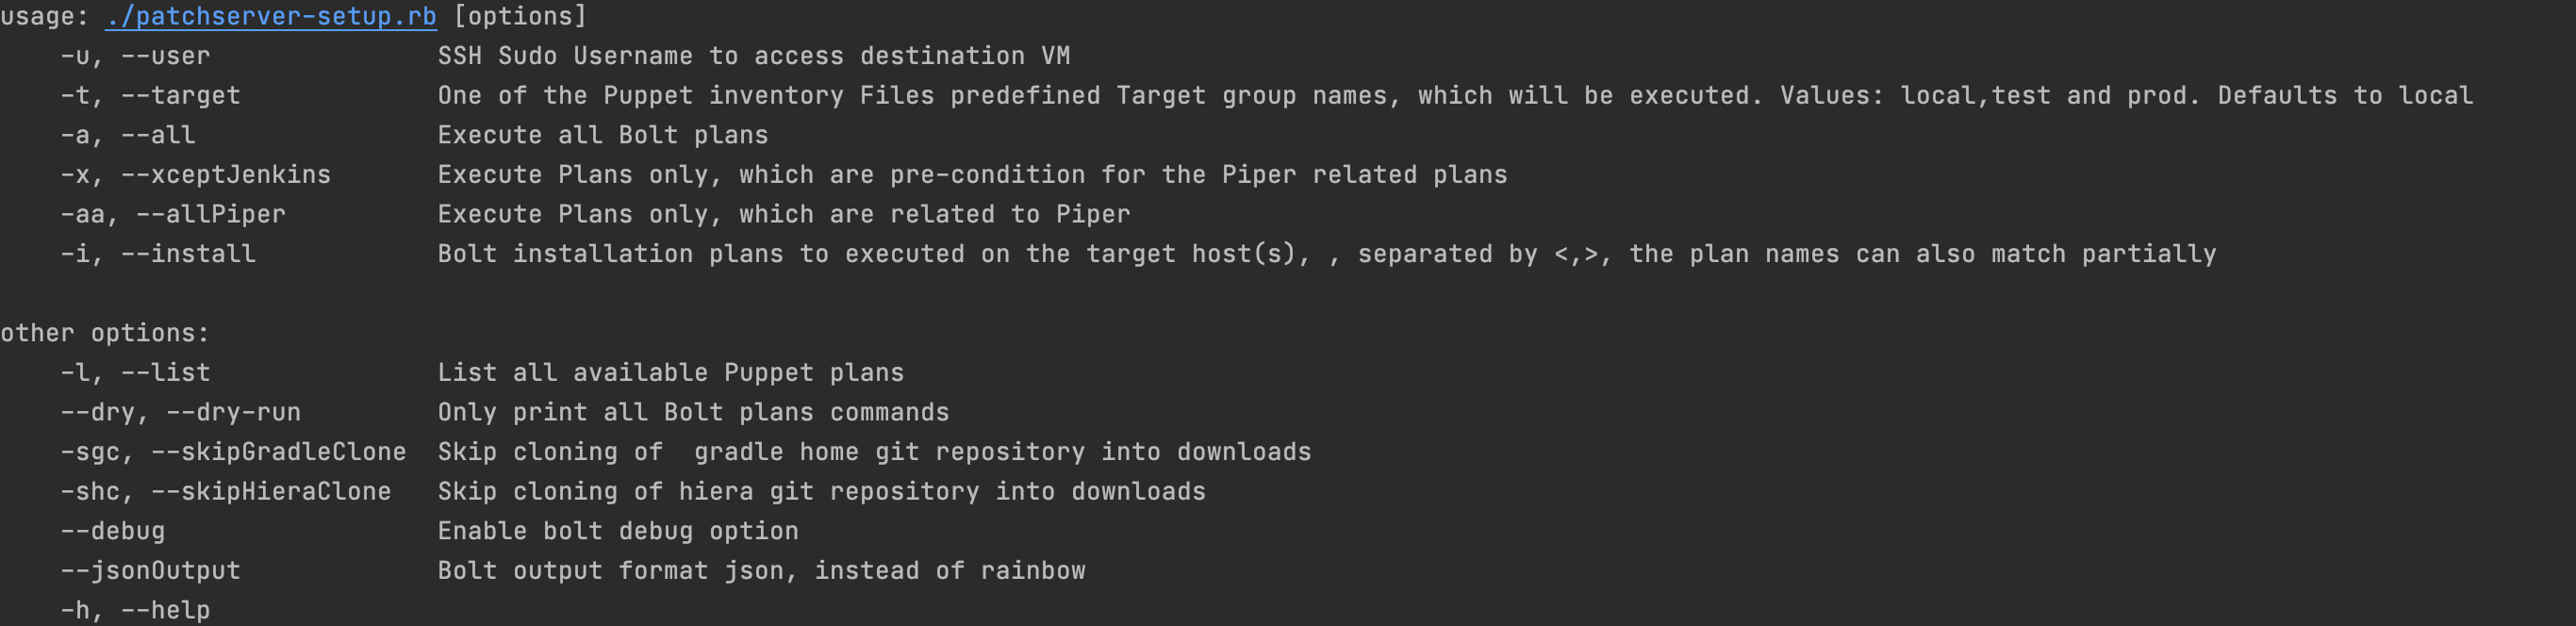 usage: ./patchserver-setup.rb [options]
    -u, --user               SSH Sudo Username to access destination VM
    -t, --target             One of the Puppet inventory Files predefined Target group names, which will be executed. Values: local,test and prod. Defaults to local
    -a, --all                Execute all Bolt plans
    -x, --xceptJenkins       Execute Plans only, which are pre-condition for the Piper related plans
    -aa, --allPiper          Execute Plans only, which are related to Piper
    -i, --install            Bolt installation plans to executed on the target host(s), , separated by <,>, the plan names can also match partially

other options:
    -l, --list               List all available Puppet plans
    --dry, --dry-run         Only print all Bolt plans commands
    -sgc, --skipGradleClone  Skip cloning of  gradle home git repository into downloads
    -shc, --skipHieraClone   Skip cloning of hiera git repository into downloads
    --debug                  Enable bolt debug option
    --jsonOutput             Bolt output format json, instead of rainbow
    -h, --help